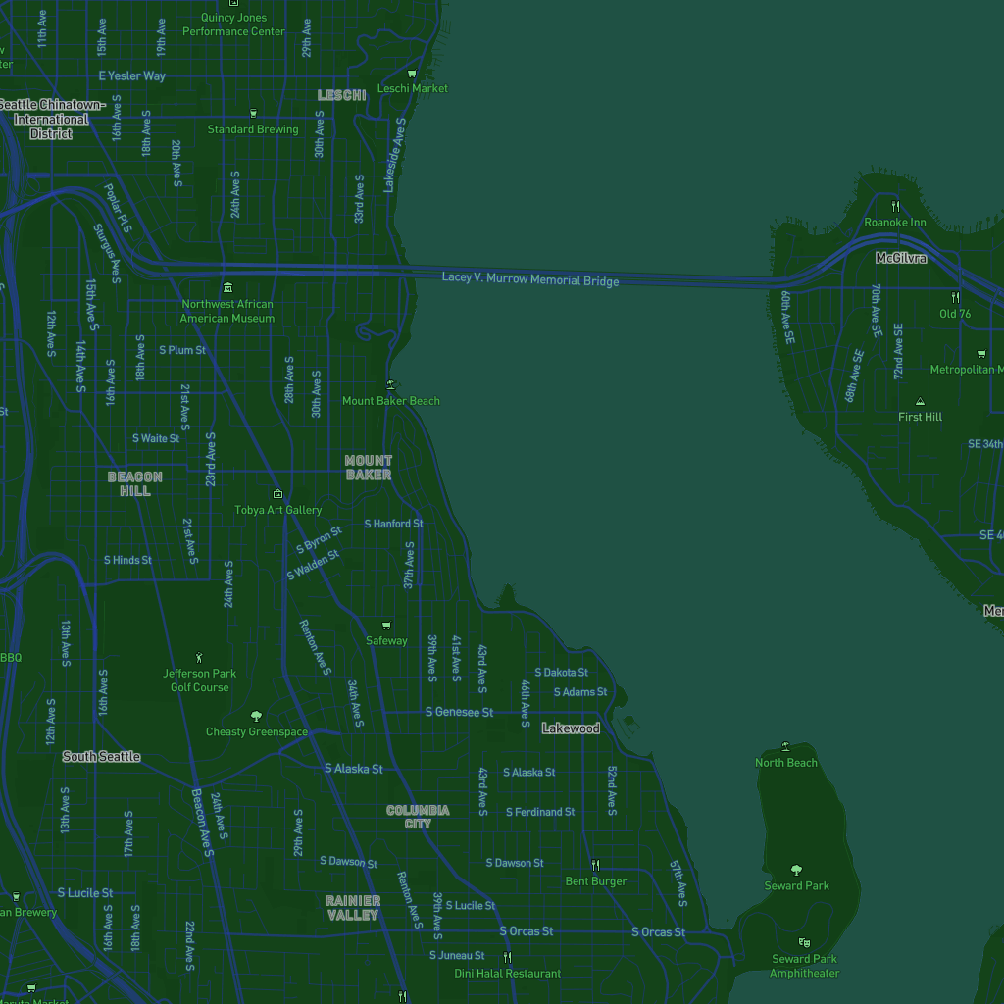 11th Ave
15th Ave
19th Ave
Quincy Jones
Performance Center
29th Ave
E Yesler Way
Leschi Market
LESCHI
Seattle Chinatown-
International
District
16th Ave S
18th Ave S
Standard Brewing
30th Ave S
Lakeside Ave S
20th Ave S
24th Ave S
33rd Ave S
Poplar Pl S
Sturgus Ave S
Roanoke Inn
McGilvra
Lacey V. Murrow Memorial Bridge
15th Ave S
Northwest African
American Museum
60th Ave SE
70th Ave SE
Old 76
12th Ave S
14th Ave S
18th Ave S
S Plum St
72nd Ave SE
16th Ave S
21st Ave S
28th Ave S
30th Ave S
68th Ave SE
Metropolitan M
Mount Baker Beach
First Hill
St
S Waite St
23rd Ave S
SE 34th
MOUNT
BAKER
BEACON
HILL
Tobya Art Gallery
S Hanford St
21st Ave S
S Byron St
SE 40
S Hinds St
S Walden St
37th Ave S
24th Ave S
Mer
13th Ave S
Renton Ave S
Safeway
39th Ave S
41st Ave S
43rd Ave S
BBQ
Jefferson Park
Golf Course
S Dakota St
16th Ave S
34th Ave S
46th Ave S
S Adams St
12th Ave S
Cheasty Greenspace
S Genesee St
Lakewood
South Seattle
North Beach
S Alaska St
43rd Ave S
S Alaska St
52nd Ave S
13th Ave S
Beacon Ave S
24th Ave S
17th Ave S
29th Ave S
COLUMBIA
CITY
S Ferdinand St
S Dawson St
S Dawson St
Bent Burger
57th Ave S
Seward Park
S Lucile St
Renton Ave S
RAINIER
VALLEY
39th Ave S
S Lucile St
an Brewery
16th Ave S
18th Ave S
22nd Ave S
S Orcas St
S Orcas St
S Juneau St
Dini Halal Restaurant
Seward Park
Amphitheater